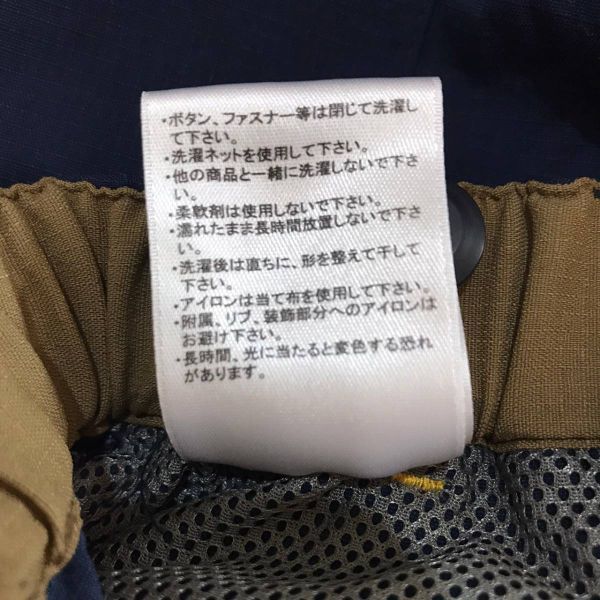 ・ボタン、ファスナー等は閉じて洗濯し
て下さい。
・洗濯ネットを使用して下さい。
・他の商品と一緒に洗濯しないで下さ
い。
・柔軟剤は使用しないで下さい。
・濡れたまま長時間放置しないで下さ
い。
・洗濯後は直ちに、形を整えて干して
下さい。
・アイロンは当て布を使用して下さい。
・附属、リブ、装飾部分へのアイロンは
お避け下さい。
・長時間、光に当たると変色する恐れ
があります。